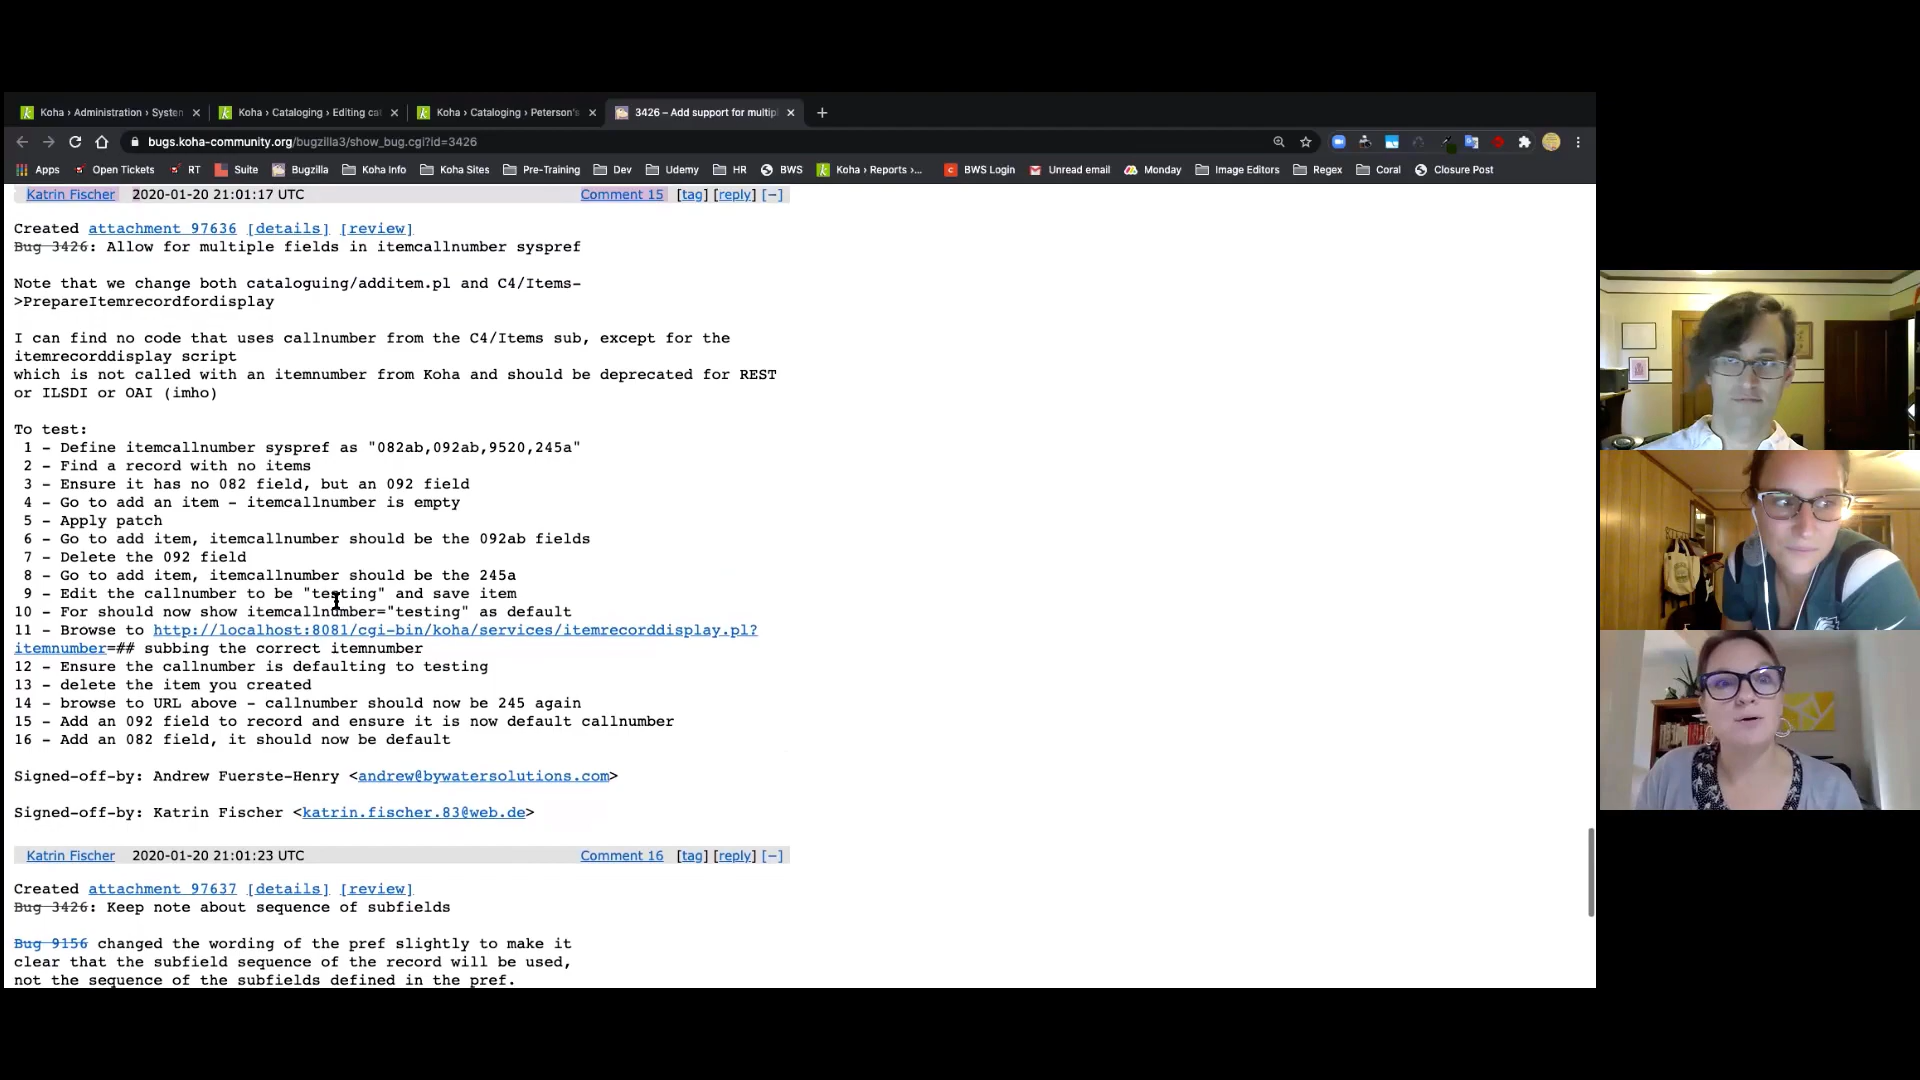 Koha › Administration › System
Koha › Cataloging › Editing cat
Koha › Cataloging › Peterson's
3426 – Add support for multipl
bugs.koha-community.org/bugzilla3/show_bug.cgi?id=3426
Apps Open Tickets RT Suite Bugzilla Koha Info Koha Sites Pre-Training Dev Udemy HR BWS Koha › Reports ›... BWS Login Unread email Monday Image Editors Regex Coral Closure Post
Katrin Fischer 2020-01-20 21:01:17 UTC Comment 15 [tag] [reply] [−]
Created attachment 97636 [details] [review]
Bug 3426: Allow for multiple fields in itemcallnumber syspref
Note that we change both cataloguing/additem.pl and C4/Items-
>PrepareItemrecordfordisplay
I can find no code that uses callnumber from the C4/Items sub, except for the
itemrecorddisplay script
which is not called with an itemnumber from Koha and should be deprecated for REST
or ILSDI or OAI (imho)
To test:
1 - Define itemcallnumber syspref as "082ab,092ab,9520,245a"
2 - Find a record with no items
3 - Ensure it has no 082 field, but an 092 field
4 - Go to add an item - itemcallnumber is empty
5 - Apply patch
6 - Go to add item, itemcallnumber should be the 092ab fields
7 - Delete the 092 field
8 - Go to add item, itemcallnumber should be the 245a
9 - Edit the callnumber to be "testing" and save item
10 - For should now show itemcallnumber="testing" as default
11 - Browse to http://localhost:8081/cgi-bin/koha/services/itemrecorddisplay.pl?
itemnumber=## subbing the correct itemnumber
12 - Ensure the callnumber is defaulting to testing
13 - delete the item you created
14 - browse to URL above - callnumber should now be 245 again
15 - Add an 092 field to record and ensure it is now default callnumber
16 - Add an 082 field, it should now be default
Signed-off-by: Andrew Fuerste-Henry <andrew@bywatersolutions.com>
Signed-off-by: Katrin Fischer <katrin.fischer.83@web.de>
Katrin Fischer 2020-01-20 21:01:23 UTC Comment 16 [tag] [reply] [−]
Created attachment 97637 [details] [review]
Bug 3426: Keep note about sequence of subfields
Bug 9156 changed the wording of the pref slightly to make it
clear that the subfield sequence of the record will be used,
not the sequence of the subfields defined in the pref.